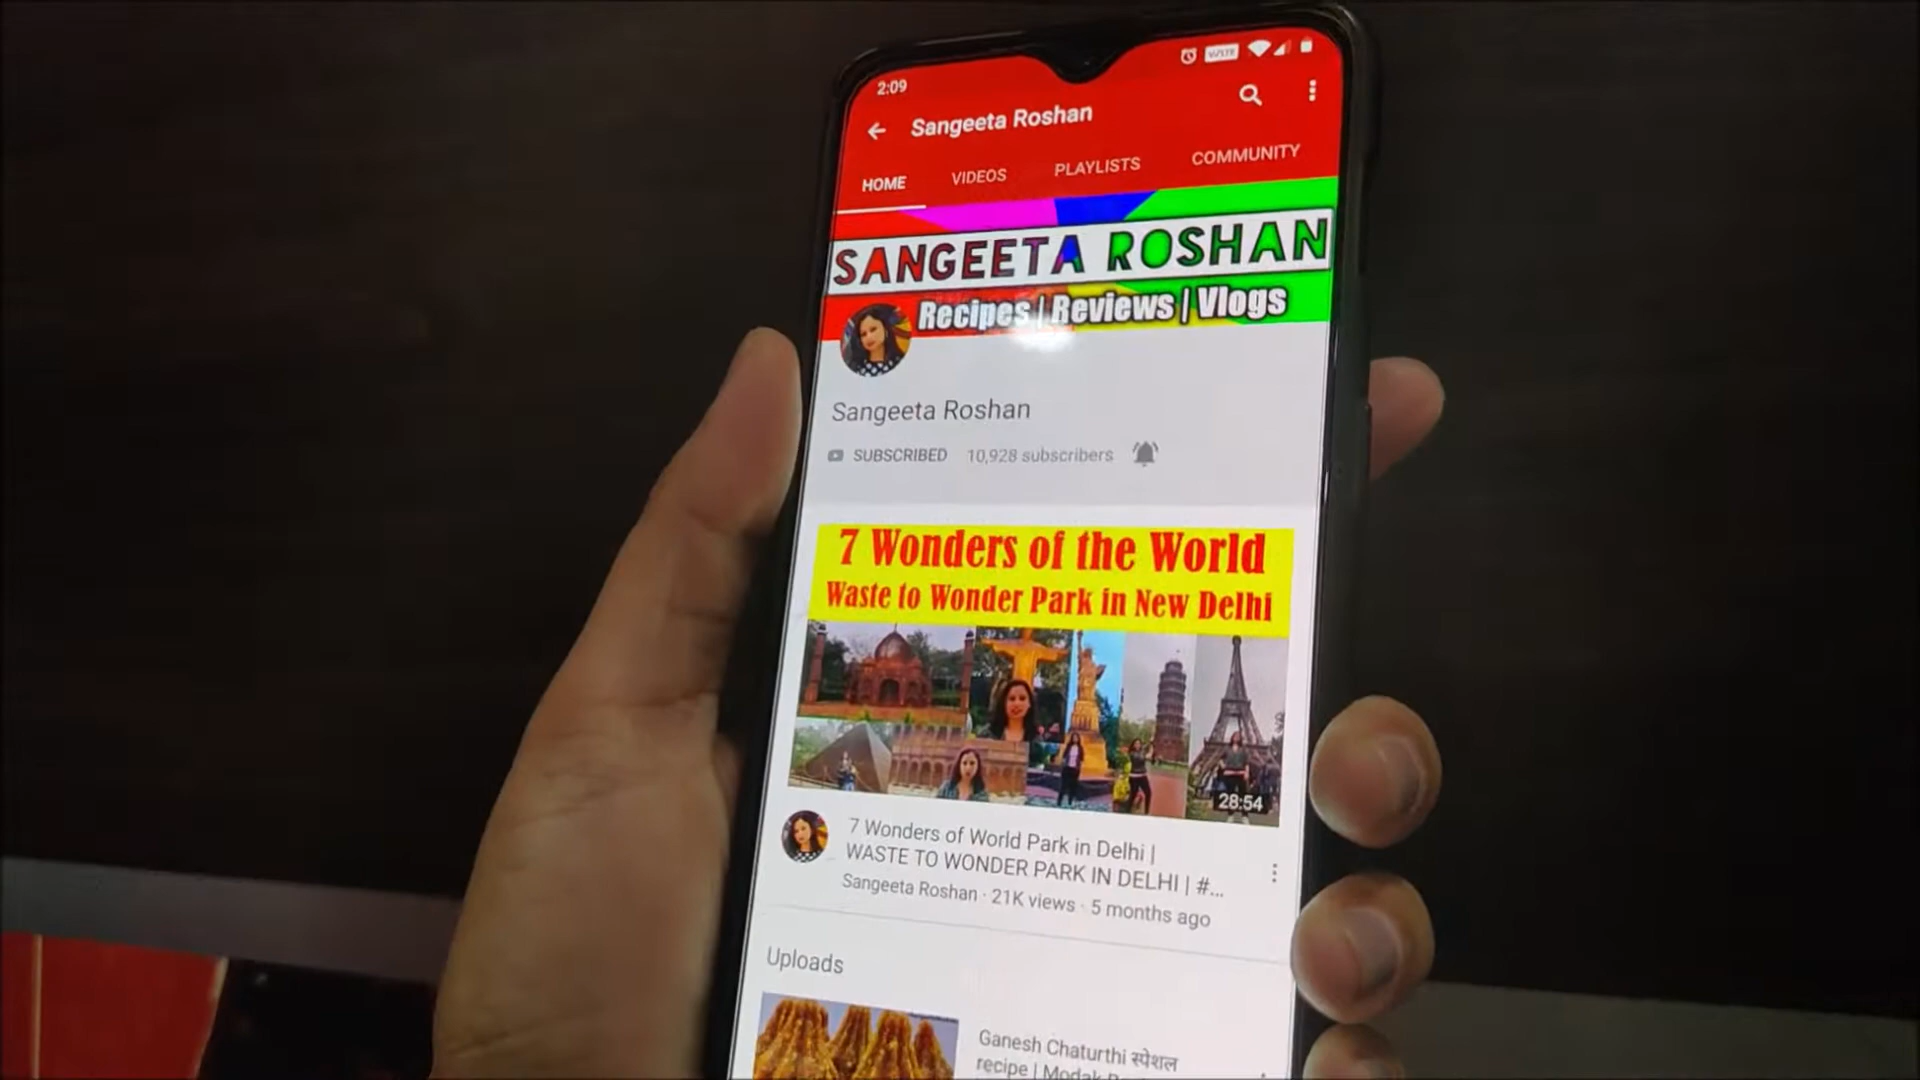 2:09
VoLTE
Sangeeta Roshan
HOME VIDEOS PLAYLISTS COMMUNITY
SANGEETA ROSHAN
Recipes | Reviews | Vlogs
Sangeeta Roshan
SUBSCRIBED 10,928 subscribers
7 Wonders of the World
Waste to Wonder Park in New Delhi
28:54
7 Wonders of World Park in Delhi |
WASTE TO WONDER PARK IN DELHI | #...
Sangeeta Roshan · 21K views · 5 months ago
Uploads
Ganesh Chaturthi स्पेशल
recipe | Modak